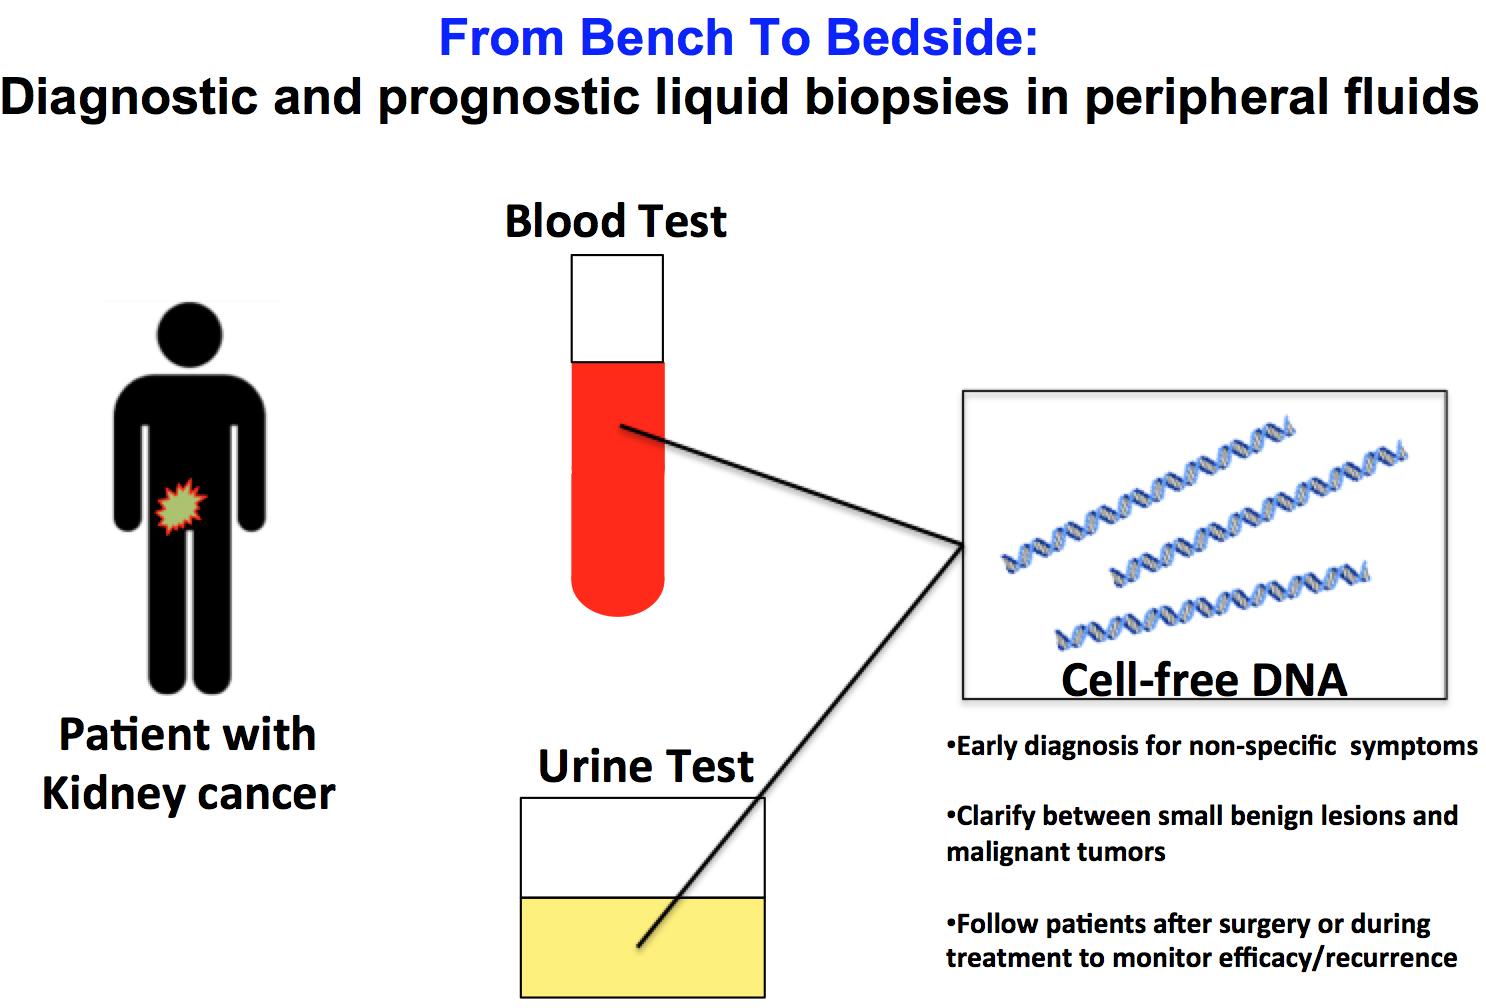 From Bench To Bedside:
Diagnostic and prognostic liquid biopsies in peripheral fluids
Blood Test
Patient with
Kidney cancer
Urine Test
Cell-free DNA
•Early diagnosis for non-specific  symptoms
•Clarify between small benign lesions and
malignant tumors
•Follow patients after surgery or during
treatment to monitor efficacy/recurrence